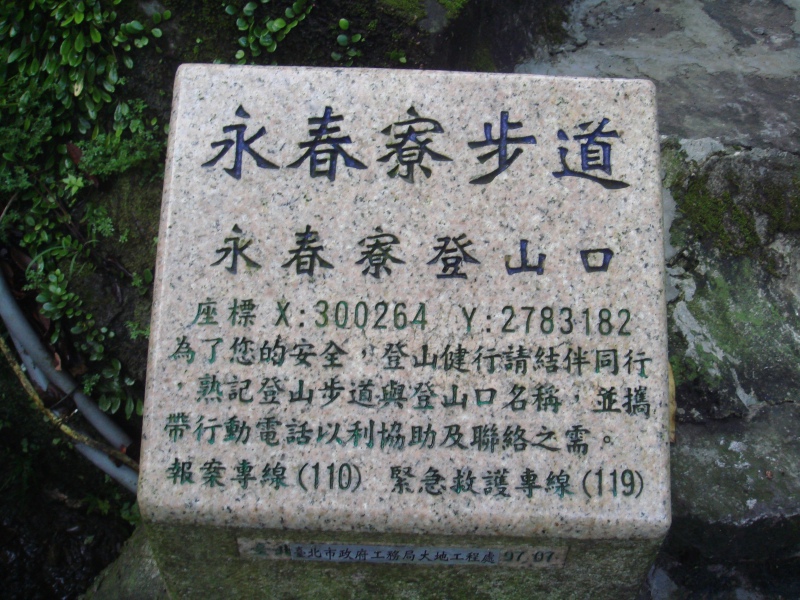 永春寮步道
永春寮登山口
座標 X:300264 Y:2783182
為了您的安全，登山健行請結伴同行
，熟記登山步道與登山口名稱，並攜
帶行動電話以利協助及聯絡之需。
報案專線(110) 緊急救護專線(119)
臺北市政府工務局大地工程處 97.07